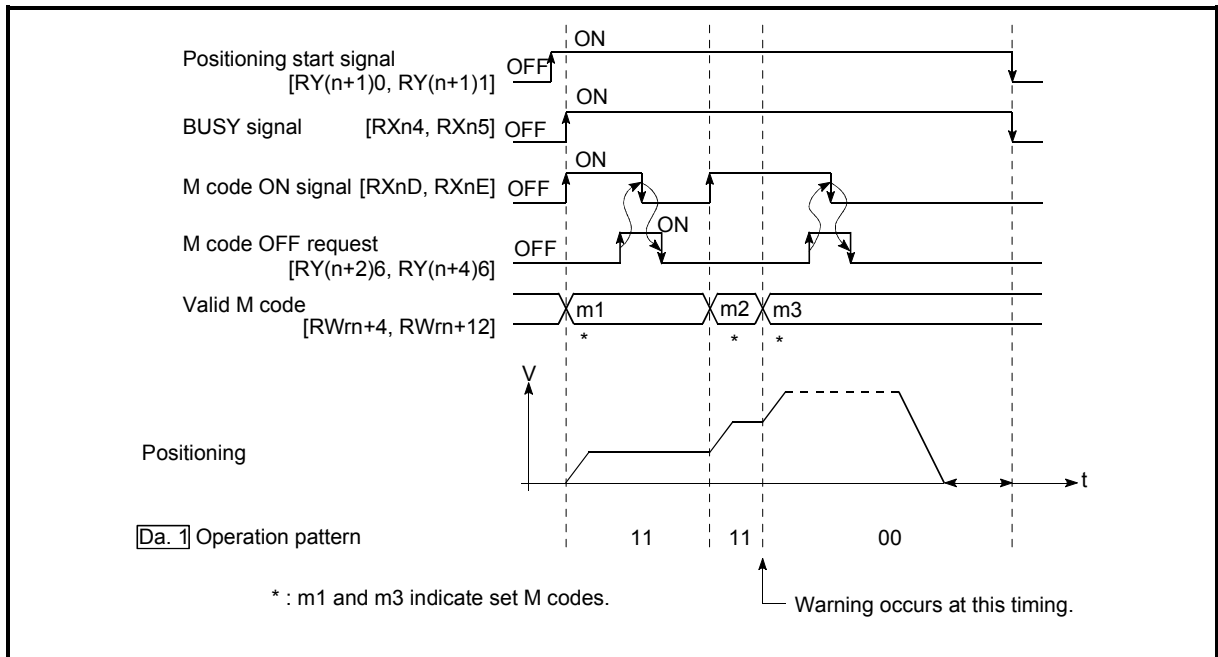 ON
Positioning start signal
OFF
[RY(n+1)0, RY(n+1)1]
ON
BUSY signal [RXn4, RXn5] OFF
ON
M code ON signal [RXnD, RXnE] OFF
ON
M code OFF request
OFF
[RY(n+2)6, RY(n+4)6]
Valid M code
m1 m2 m3
[RWrn+4, RWrn+12]
* * *
V
Positioning
t
Da. 1 Operation pattern 11 11 00
* : m1 and m3 indicate set M codes.
Warning occurs at this timing.